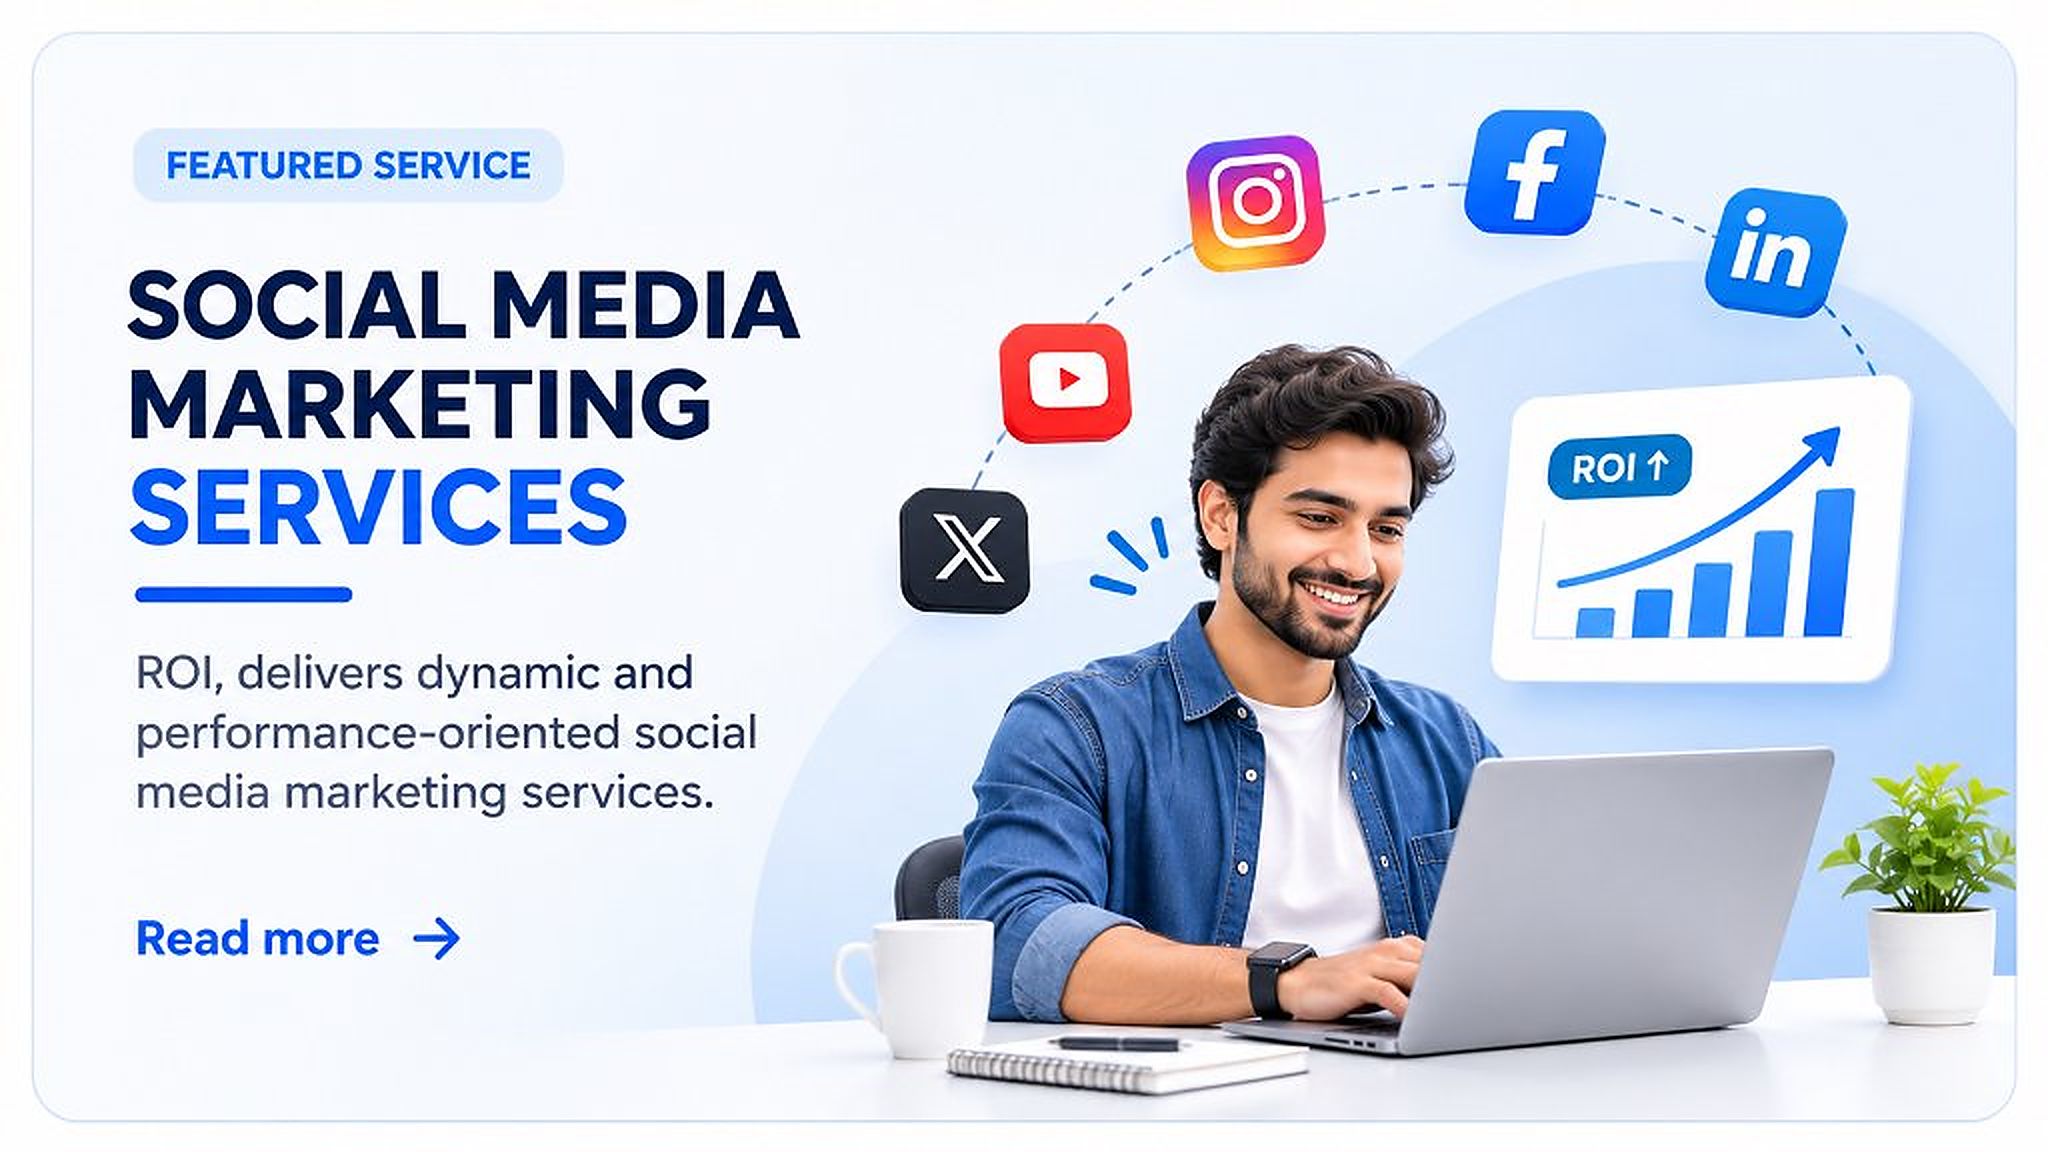 FEATURED SERVICE
SOCIAL MEDIA
MARKETING
SERVICES
ROI, delivers dynamic and
performance-oriented social
media marketing services.
Read more →
X
f
in
ROI ↑